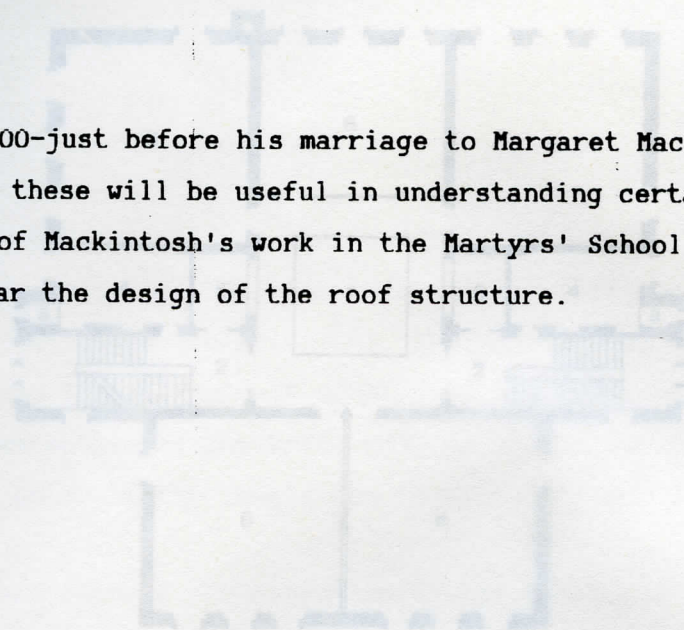 00-just before his marriage to Margaret Mac
these will be useful in understanding cert
of Mackintosh's work in the Martyrs' School
ar the design of the roof structure.